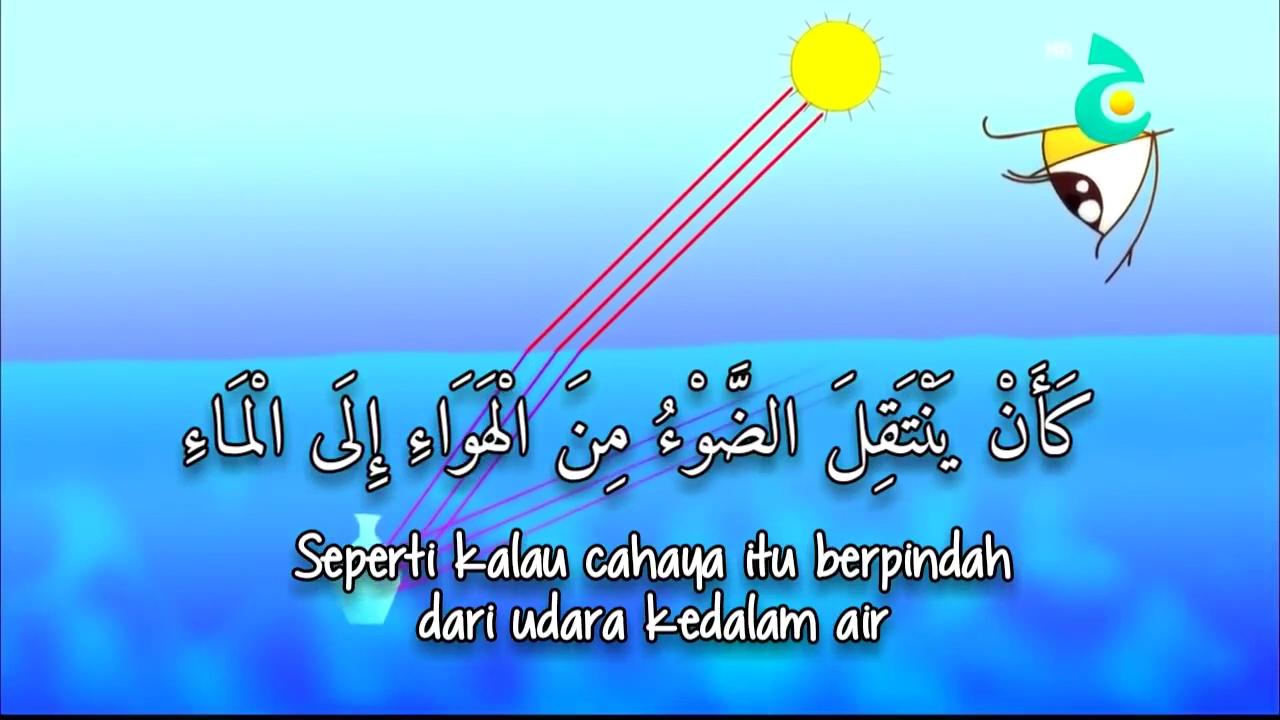 كَأَنْ يَنْتَقِلَ الضَّوْءُ مِنَ الْهَوَاءِ إِلَى الْمَاءِ
Seperti kalau cahaya itu berpindah
dari udara kedalam air